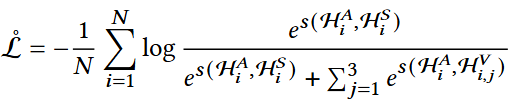 $$\mathring{\mathcal{L}} = -\frac{1}{N} \sum_{i=1}^{N} \log \frac{e^{s(\mathcal{H}_i^A, \mathcal{H}_i^S)}}{e^{s(\mathcal{H}_i^A, \mathcal{H}_i^S)} + \sum_{j=1}^{3} e^{s(\mathcal{H}_i^A, \mathcal{H}_{i,j}^V)}}$$